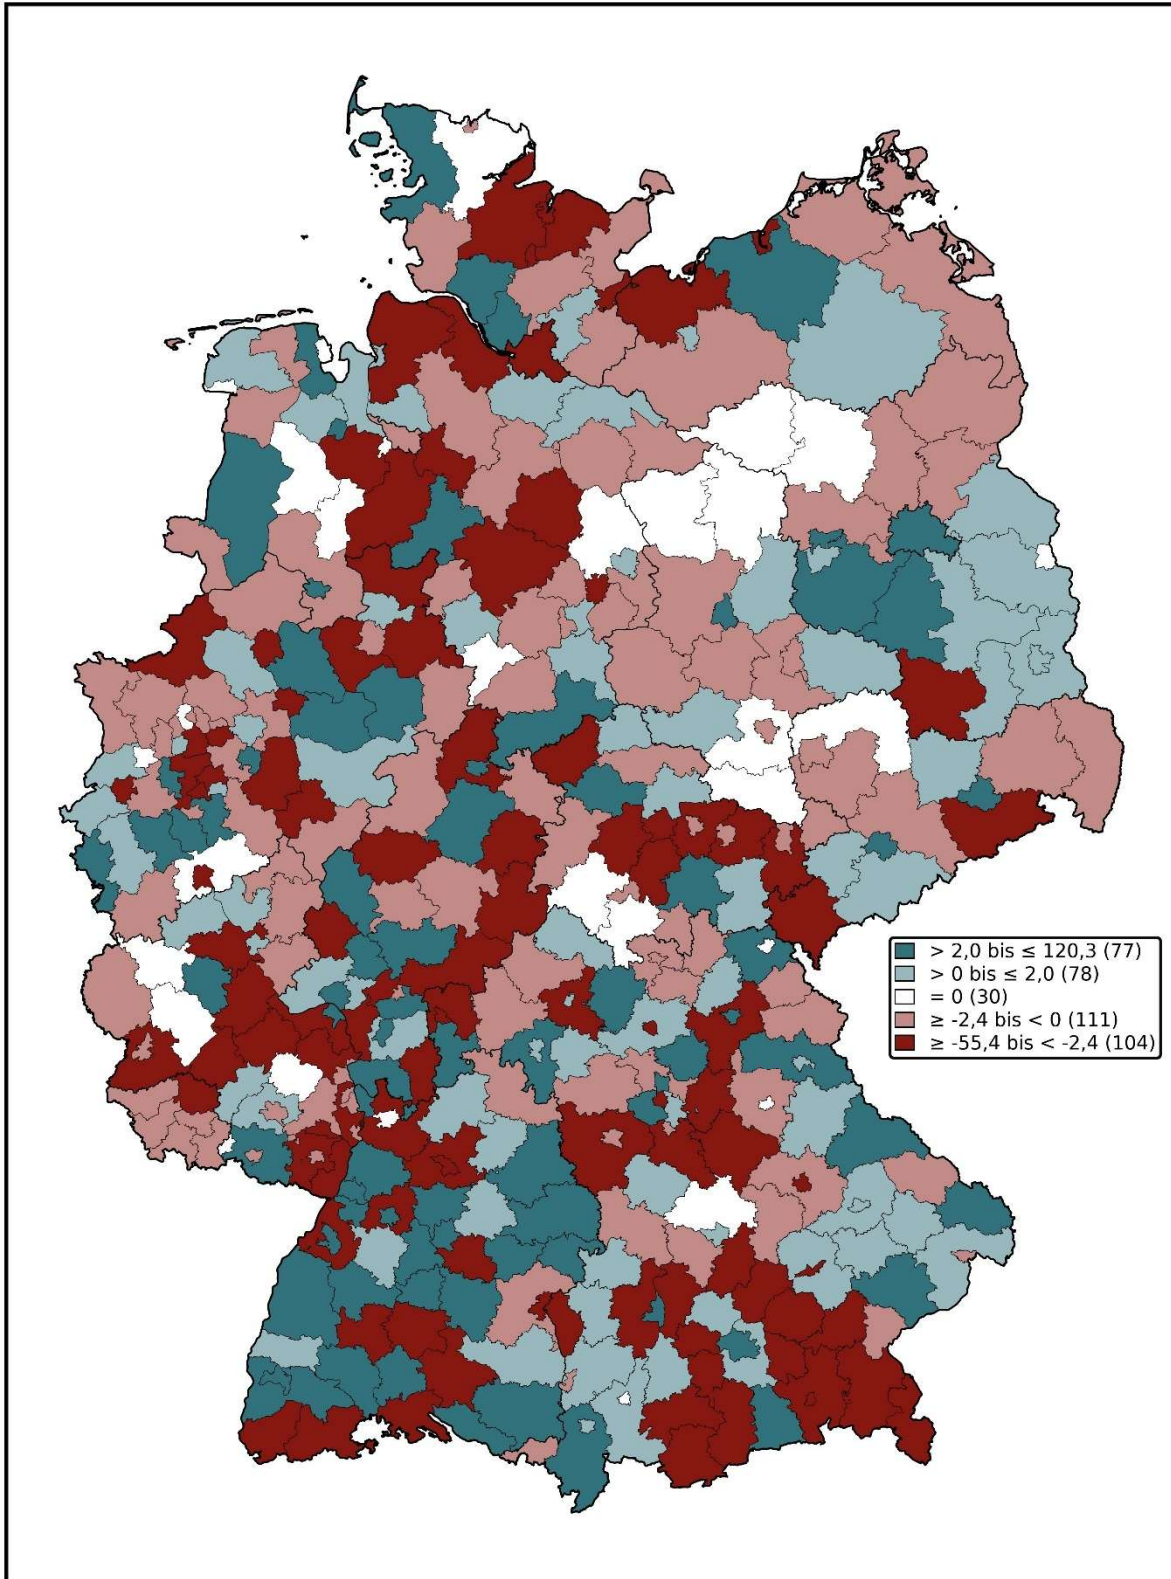 > 2,0 bis ≤ 120,3 (77)
> 0 bis ≤ 2,0 (78)
= 0 (30)
≥ -2,4 bis < 0 (111)
≥ -55,4 bis < -2,4 (104)